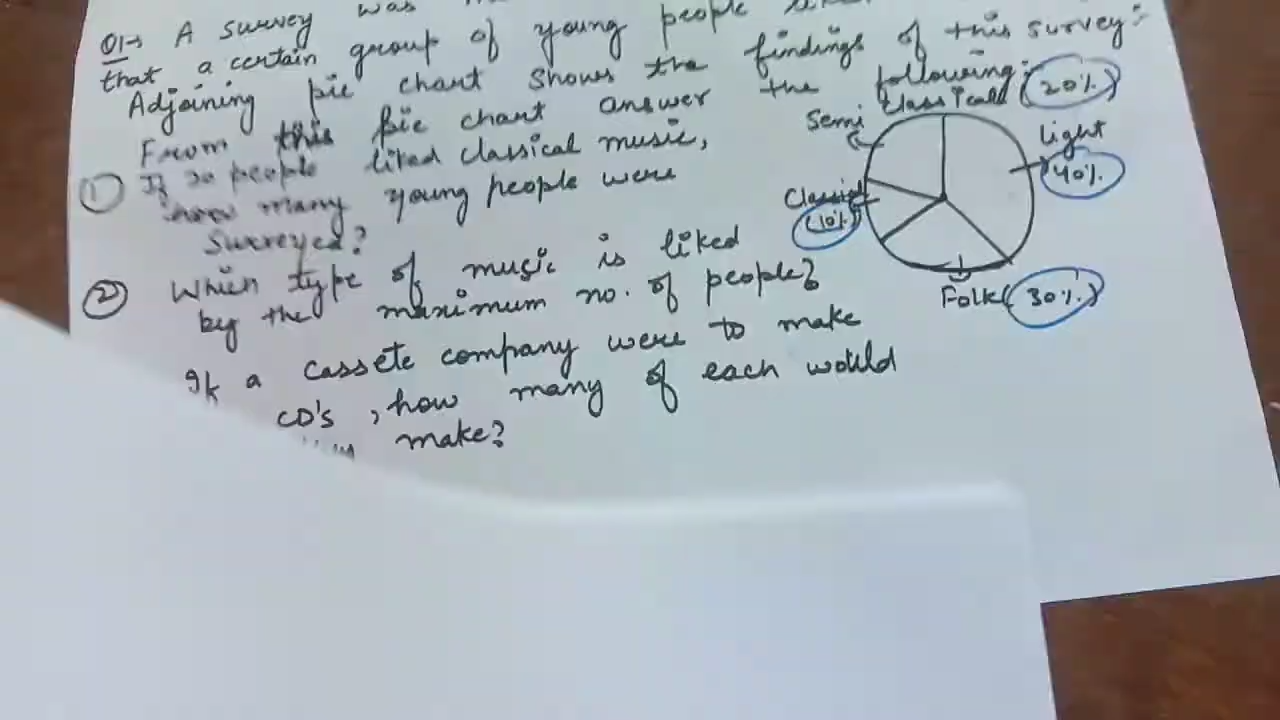 Q1→ A survey was
that a certain group of young people
Adjoining pie chart shows the findings of this survey:
From this pie chart answer the following:
① If 20 people liked classical music,
how many young people were
surveyed?
② Which type of music is liked
by the maximum no. of people?
If a cassete company were to make
CD's, how many of each would
make?
Semi
Classical (20%)
Light
(40%)
Classical
(10%)
Folk (30%)